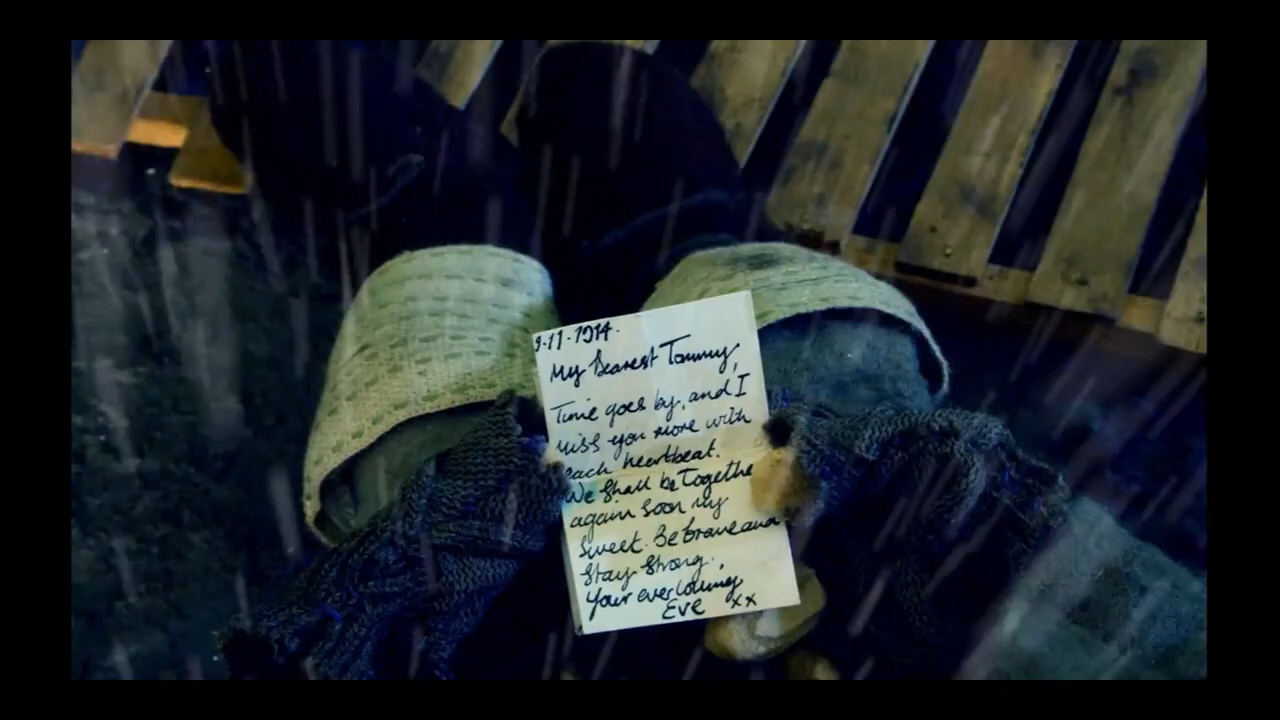 9.11.1914.
My Dearest Tommy,
Time goes by, and I
miss you more with
each heartbeat.
We shall be Togethe
again soon my
Sweet. Be brave and
Stay Strong.
Your everloving
Eve xx